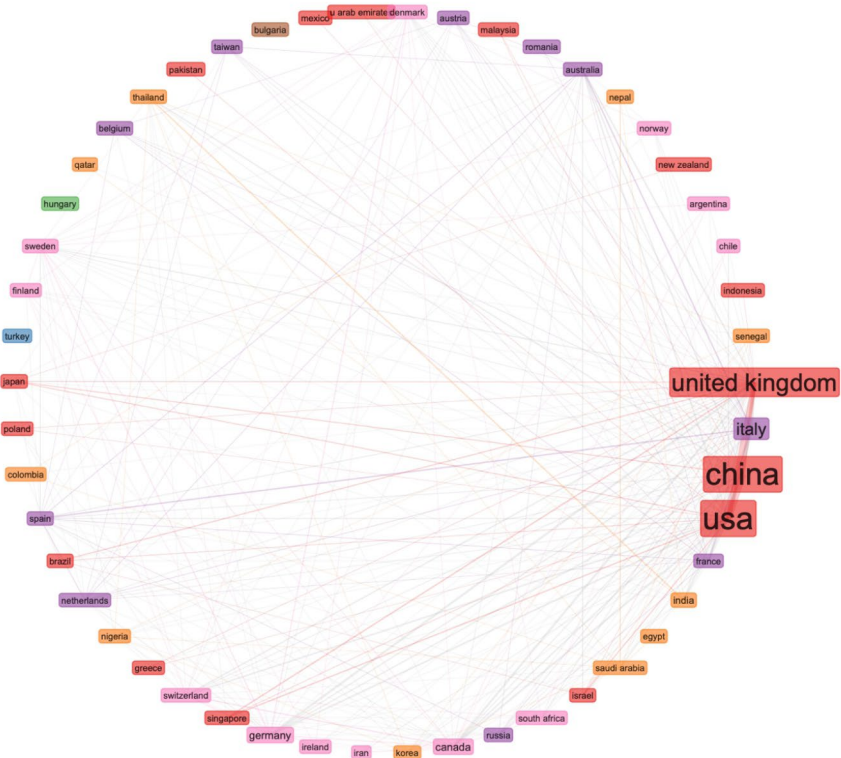 mexico
u arab emirate
denmark
austria
bulgaria
malaysia
taiwan
romania
pakistan
australia
thailand
nepal
belgium
norway
qatar
new zealand
hungary
argentina
sweden
chile
finland
indonesia
turkey
senegal
japan
united kingdom
poland
italy
colombia
china
spain
usa
brazil
france
netherlands
india
nigeria
egypt
greece
saudi arabia
switzerland
israel
singapore
south africa
germany
russia
ireland
canada
iran
korea